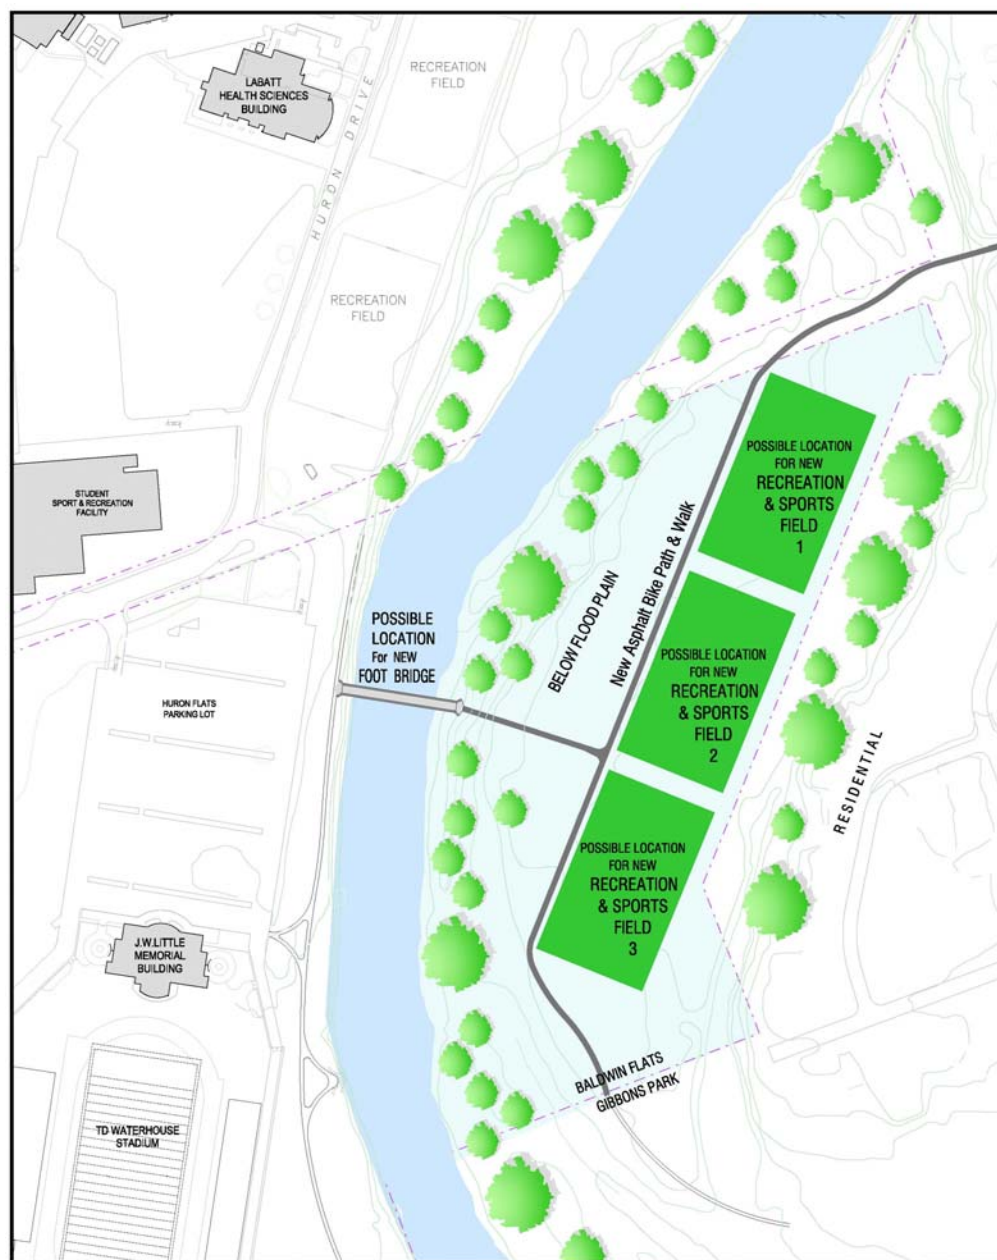 LABATT
HEALTH SCIENCES
BUILDING
RECREATION
FIELD
HURON DRIVE
RECREATION
FIELD
POSSIBLE LOCATION
FOR NEW
RECREATION
& SPORTS
FIELD
1
STUDENT
SPORT & RECREATION
FACILITY
New Asphalt Bike Path & Walk
BELOW FLOOD PLAIN
POSSIBLE
LOCATION
For NEW
FOOT BRIDGE
POSSIBLE LOCATION
FOR NEW
RECREATION
& SPORTS
FIELD
2
HURON FLATS
PARKING LOT
RESIDENTIAL
POSSIBLE LOCATION
FOR NEW
RECREATION
& SPORTS
FIELD
3
J.W.LITTLE
MEMORIAL
BUILDING
BALDWIN FLATS
GIBBONS PARK
TD WATERHOUSE
STADIUM